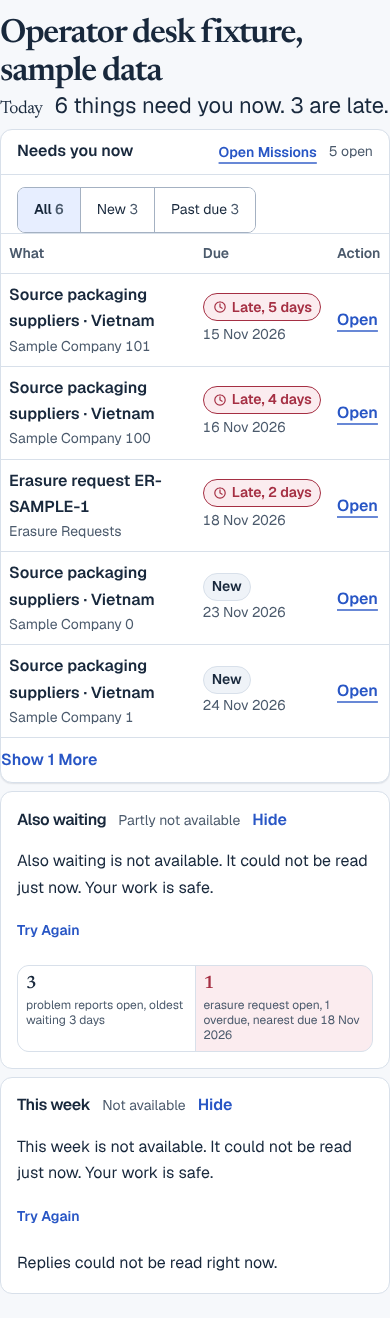 Operator desk fixture,
sample data
Today 6 things need you now. 3 are late.
Needs you now Open Missions 5 open
All 6 New 3 Past due 3
What Due Action
Source packaging
suppliers · Vietnam
Sample Company 101
Late, 5 days
15 Nov 2026
Open
Source packaging
suppliers · Vietnam
Sample Company 100
Late, 4 days
16 Nov 2026
Open
Erasure request ER-
SAMPLE-1
Erasure Requests
Late, 2 days
18 Nov 2026
Open
Source packaging
suppliers · Vietnam
Sample Company 0
New
23 Nov 2026
Open
Source packaging
suppliers · Vietnam
Sample Company 1
New
24 Nov 2026
Open
Show 1 More
Also waiting Partly not available Hide
Also waiting is not available. It could not be read
just now. Your work is safe.
Try Again
3
problem reports open, oldest
waiting 3 days
1
erasure request open, 1
overdue, nearest due 18 Nov
2026
This week Not available Hide
This week is not available. It could not be read
just now. Your work is safe.
Try Again
Replies could not be read right now.